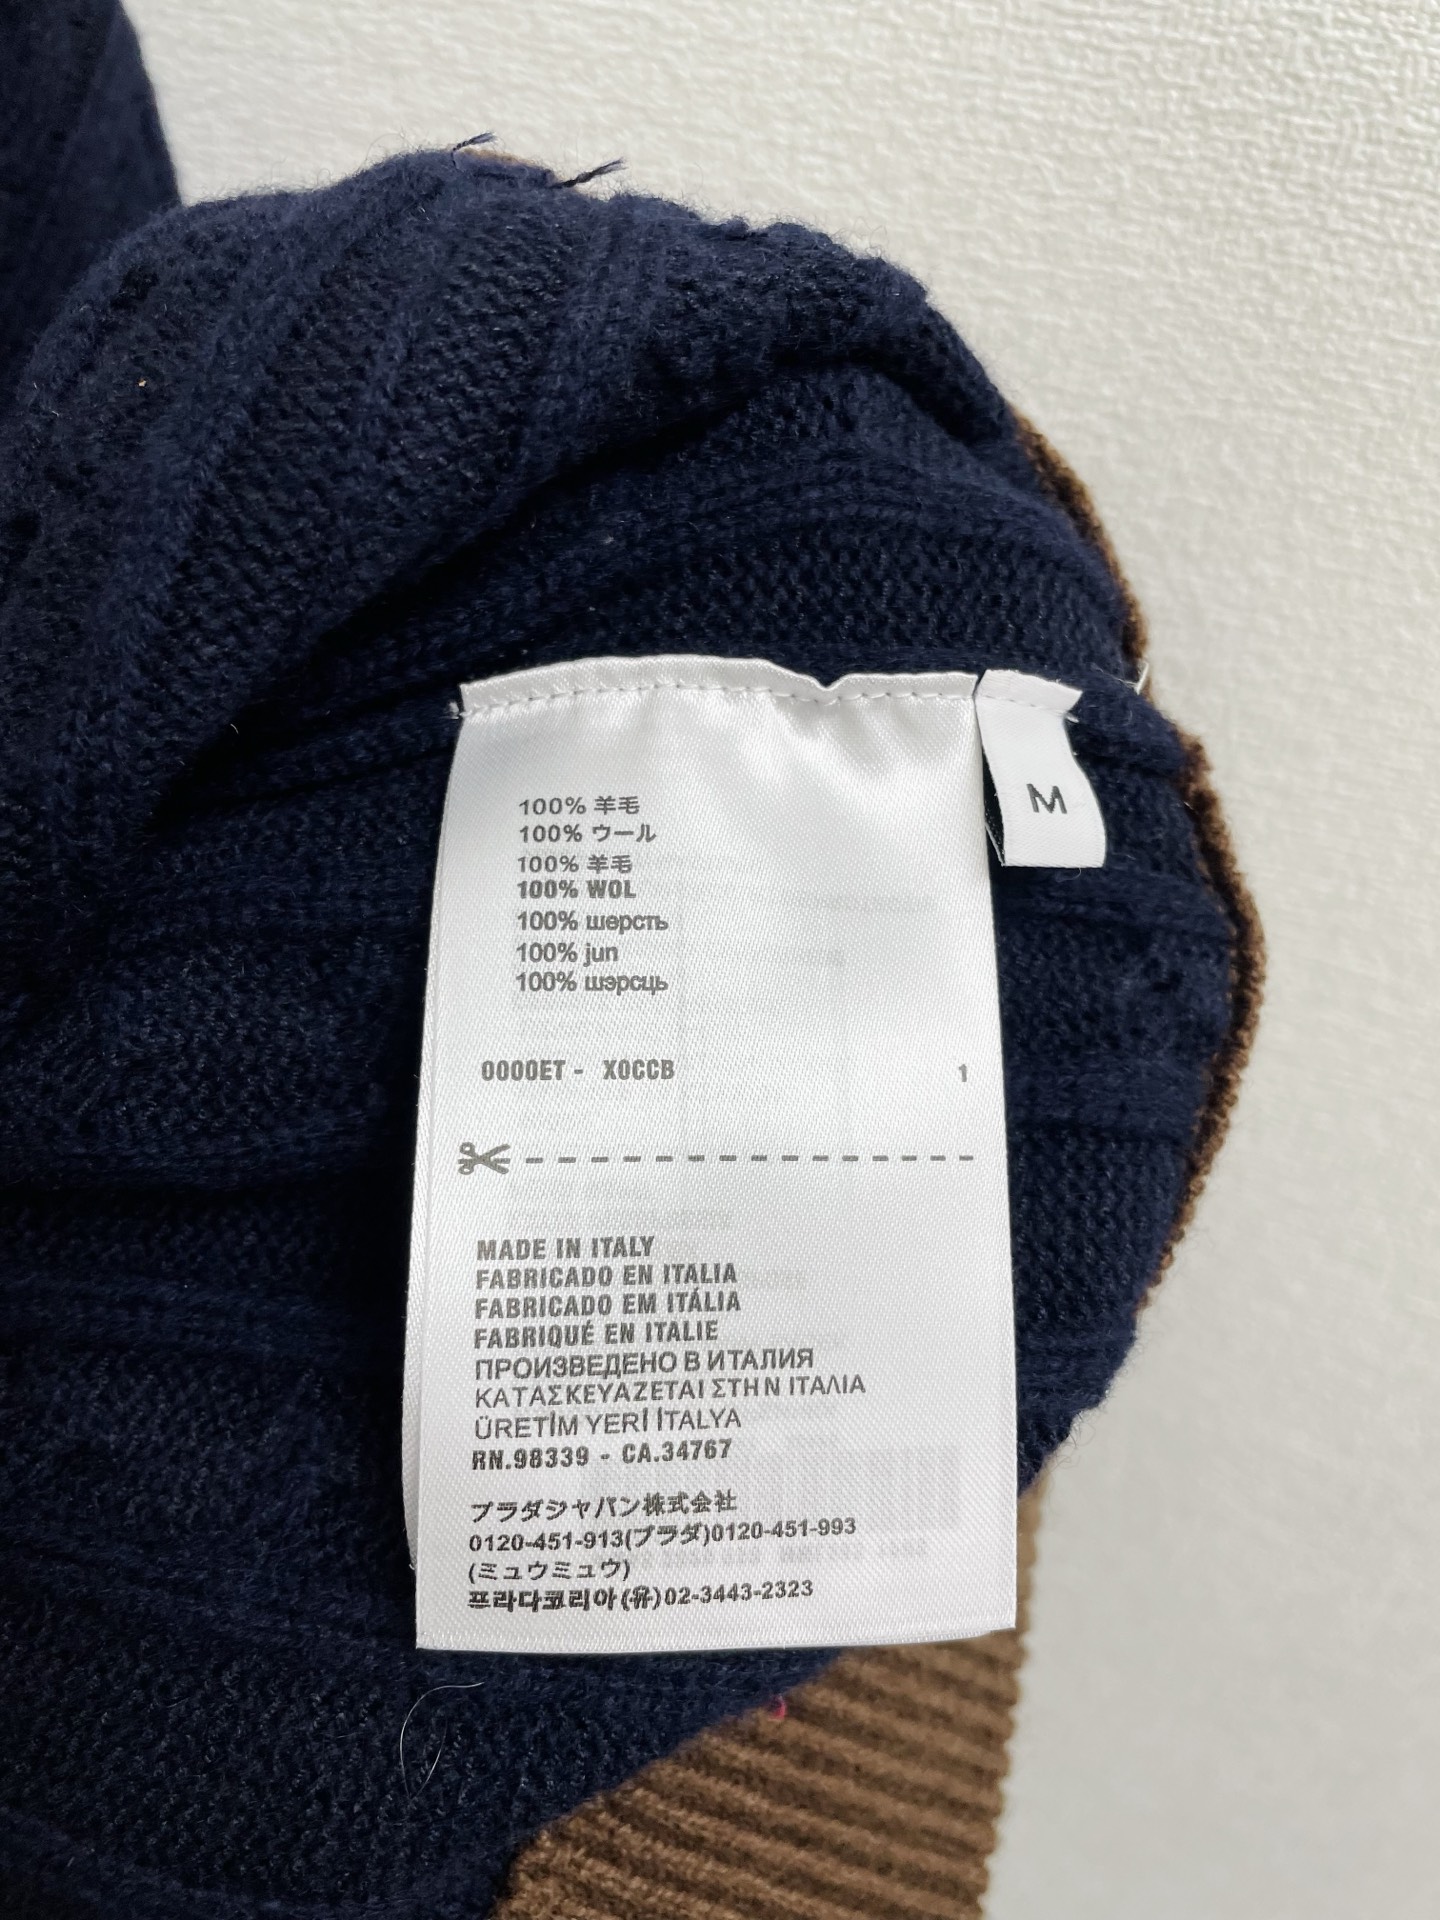 100% 羊毛
100% ウール
100% 羊毛
100% WOL
100% шөрсть
100% jun
100% шэрсць
M
0000ET - X0CCB 1
MADE IN ITALY
FABRICADO EN ITALIA
FABRICADO EM ITÁLIA
FABRIQUÉ EN ITALIE
ПРОИЗВЕДЕНО В ИТАЛИЯ
ΚΑΤΑΣΚΕΥΑΖΕΤΑΙ ΣΤΗ Ν ΙΤΑΛΙΑ
ÜRETİM YERİ İTALYA
RN.98339 - CA.34767
プラダジャパン株式会社
0120-451-913(プラダ)0120-451-993
(ミュウミュウ)
프라다코리아(유)02-3443-2323